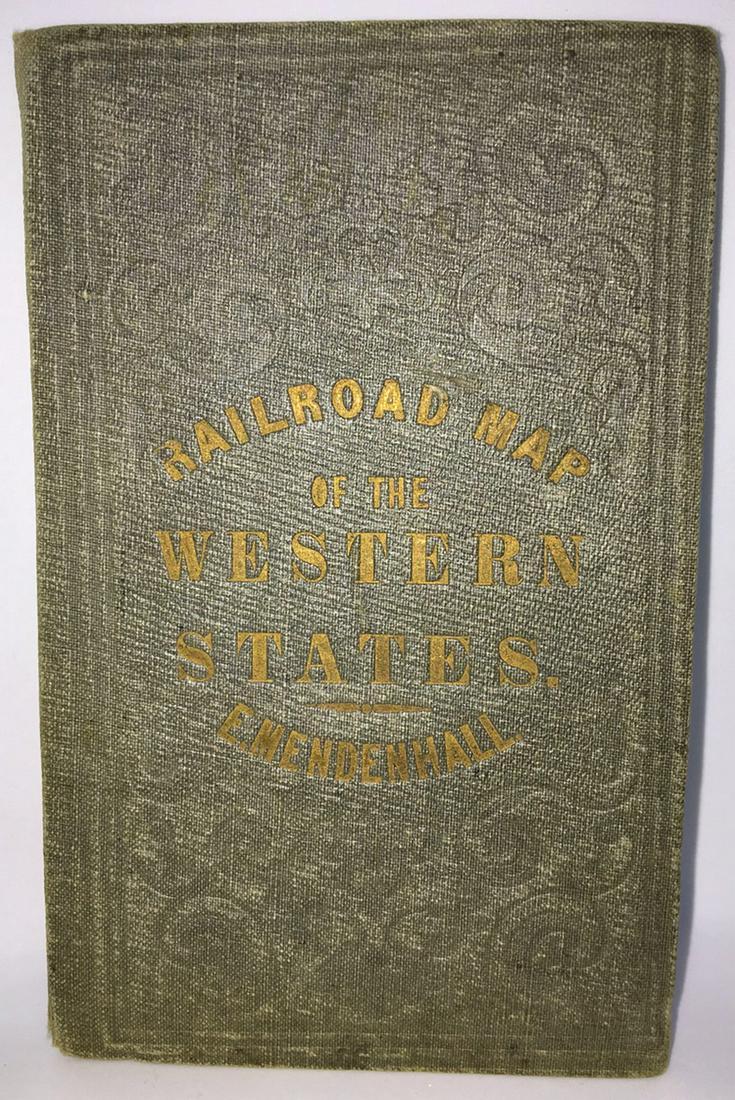 RAILROAD MAP
OF THE
WESTERN
STATES.
E. MENDENHALL.